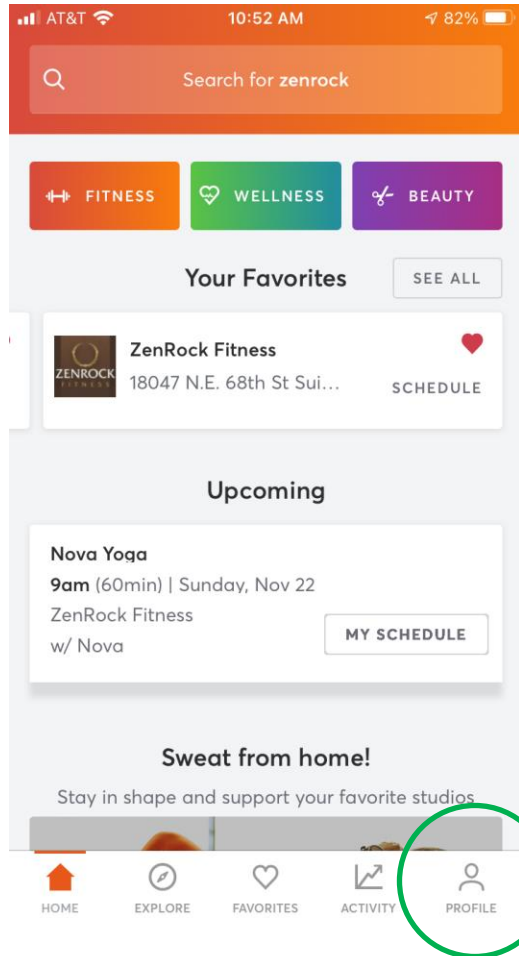 AT&T 10:52 AM 82%
Search for zenrock
FITNESS WELLNESS BEAUTY
Your Favorites SEE ALL
ZENROCK
FITNESS
ZenRock Fitness
18047 N.E. 68th St Sui...
SCHEDULE
Upcoming
Nova Yoga
9am (60min) | Sunday, Nov 22
ZenRock Fitness
w/ Nova
MY SCHEDULE
Sweat from home!
Stay in shape and support your favorite studios
HOME EXPLORE FAVORITES ACTIVITY PROFILE